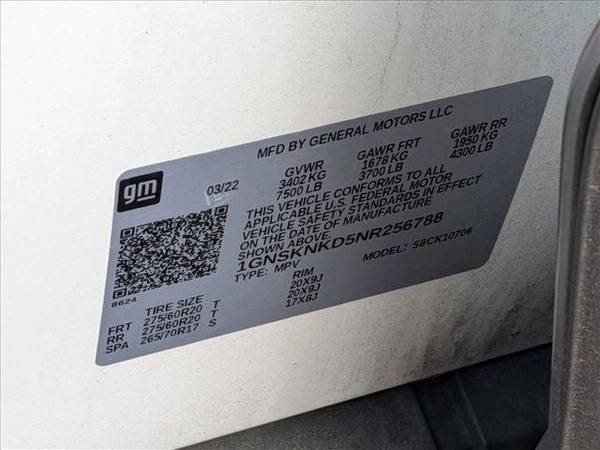 MFD BY GENERAL MOTORS LLC
gm
03/22
GVWR GAWR FRT GAWR RR
3402 KG 1678 KG 1950 KG
7500 LB 3700 LB 4300 LB
THIS VEHICLE CONFORMS TO ALL
APPLICABLE U.S. FEDERAL MOTOR
VEHICLE SAFETY STANDARDS IN EFFECT
ON THE DATE OF MANUFACTURE
SHOWN ABOVE.
1GNSKNKD5NR256788
TYPE: MPV MODEL: 58CK10706
B624
TIRE SIZE RIM
FRT 275/60R20 T 20X9J
RR 275/60R20 T 20X9J
SPA 265/70R17 S 17X8J